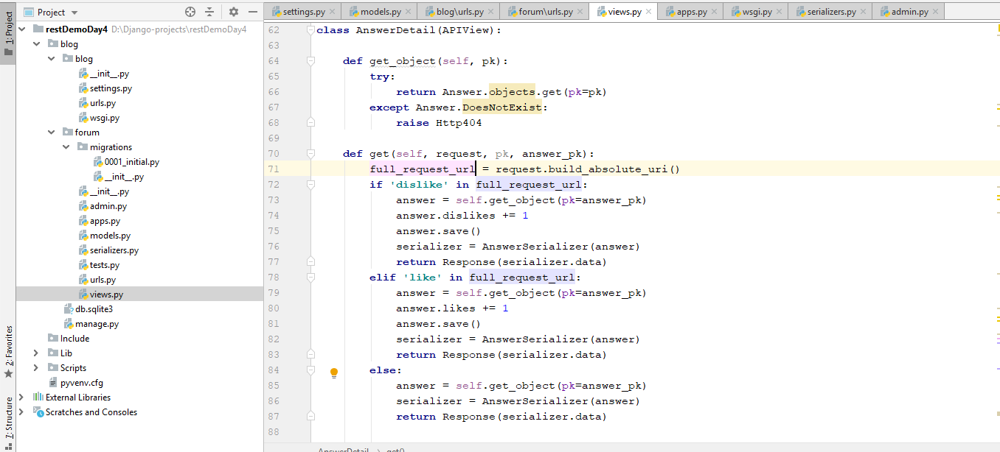 1: Project
Project
restDemoDay4 D:\Django-projects\restDemoDay4
blog
blog
__init__.py
settings.py
urls.py
wsgi.py
forum
migrations
0001_initial.py
__init__.py
__init__.py
admin.py
apps.py
models.py
serializers.py
tests.py
urls.py
views.py
db.sqlite3
manage.py
Include
Lib
Scripts
pyvenv.cfg
External Libraries
Scratches and Consoles
2: Favorites
7: Structure
settings.py models.py blog\urls.py forum\urls.py views.py apps.py wsgi.py serializers.py admin.py
62 class AnswerDetail(APIView):
63
64 def get_object(self, pk):
65 try:
66 return Answer.objects.get(pk=pk)
67 except Answer.DoesNotExist:
68 raise Http404
69
70 def get(self, request, pk, answer_pk):
71 full_request_url = request.build_absolute_uri()
72 if 'dislike' in full_request_url:
73 answer = self.get_object(pk=answer_pk)
74 answer.dislikes += 1
75 answer.save()
76 serializer = AnswerSerializer(answer)
77 return Response(serializer.data)
78 elif 'like' in full_request_url:
79 answer = self.get_object(pk=answer_pk)
80 answer.likes += 1
81 answer.save()
82 serializer = AnswerSerializer(answer)
83 return Response(serializer.data)
84 else:
85 answer = self.get_object(pk=answer_pk)
86 serializer = AnswerSerializer(answer)
87 return Response(serializer.data)
88
AnswerDetail > get()